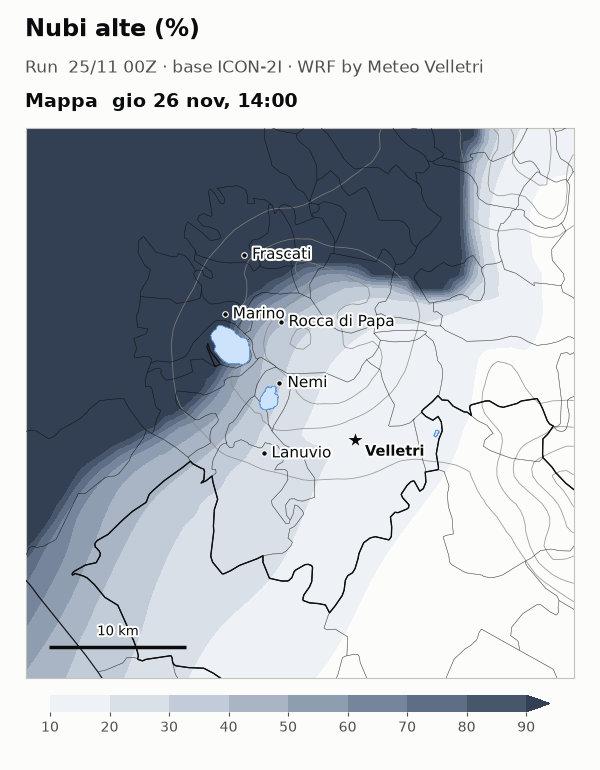 Nubi alte (%)
Run  25/11 00Z · base ICON-2I · WRF by Meteo Velletri
Mappa  gio 26 nov, 14:00
Frascati
Marino
Rocca di Papa
Nemi
Velletri
Lanuvio
10 km
10 20 30 40 50 60 70 80 90